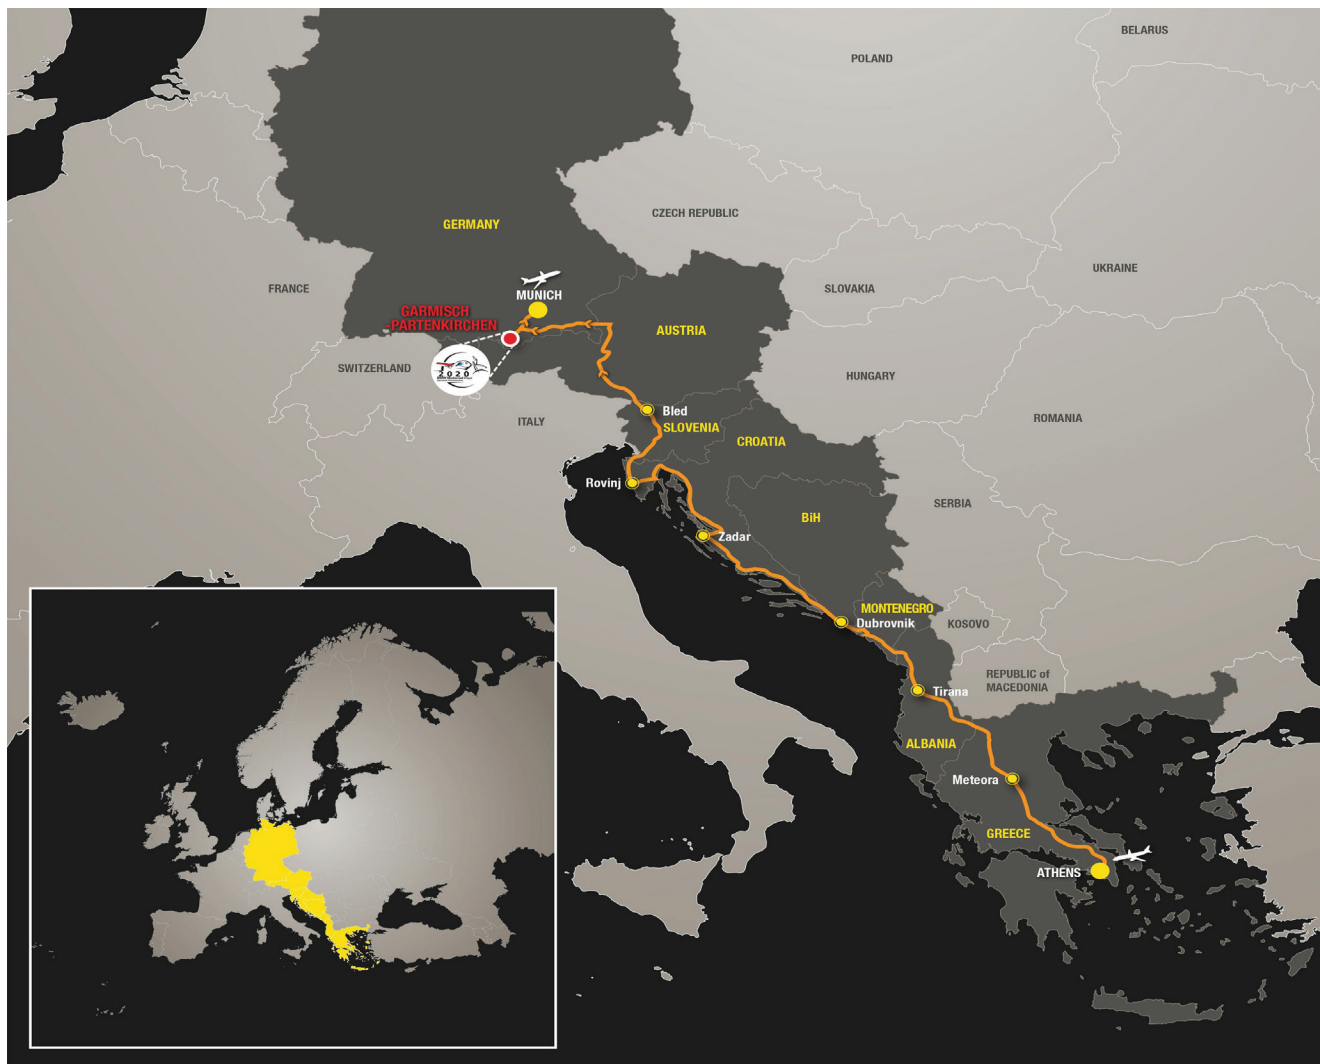 BELARUS
POLAND
CZECH REPUBLIC
GERMANY
UKRAINE
FRANCE
SLOVAKIA
MUNICH
GARMISCH
-PARTENKIRCHEN
AUSTRIA
SWITZERLAND
2020
HUNGARY
Bled
ITALY
SLOVENIA
ROMANIA
CROATIA
Rovinj
SERBIA
BiH
Zadar
MONTENEGRO
Dubrovnik
KOSOVO
REPUBLIC of
MACEDONIA
Tirana
ALBANIA
Meteora
GREECE
ATHENS